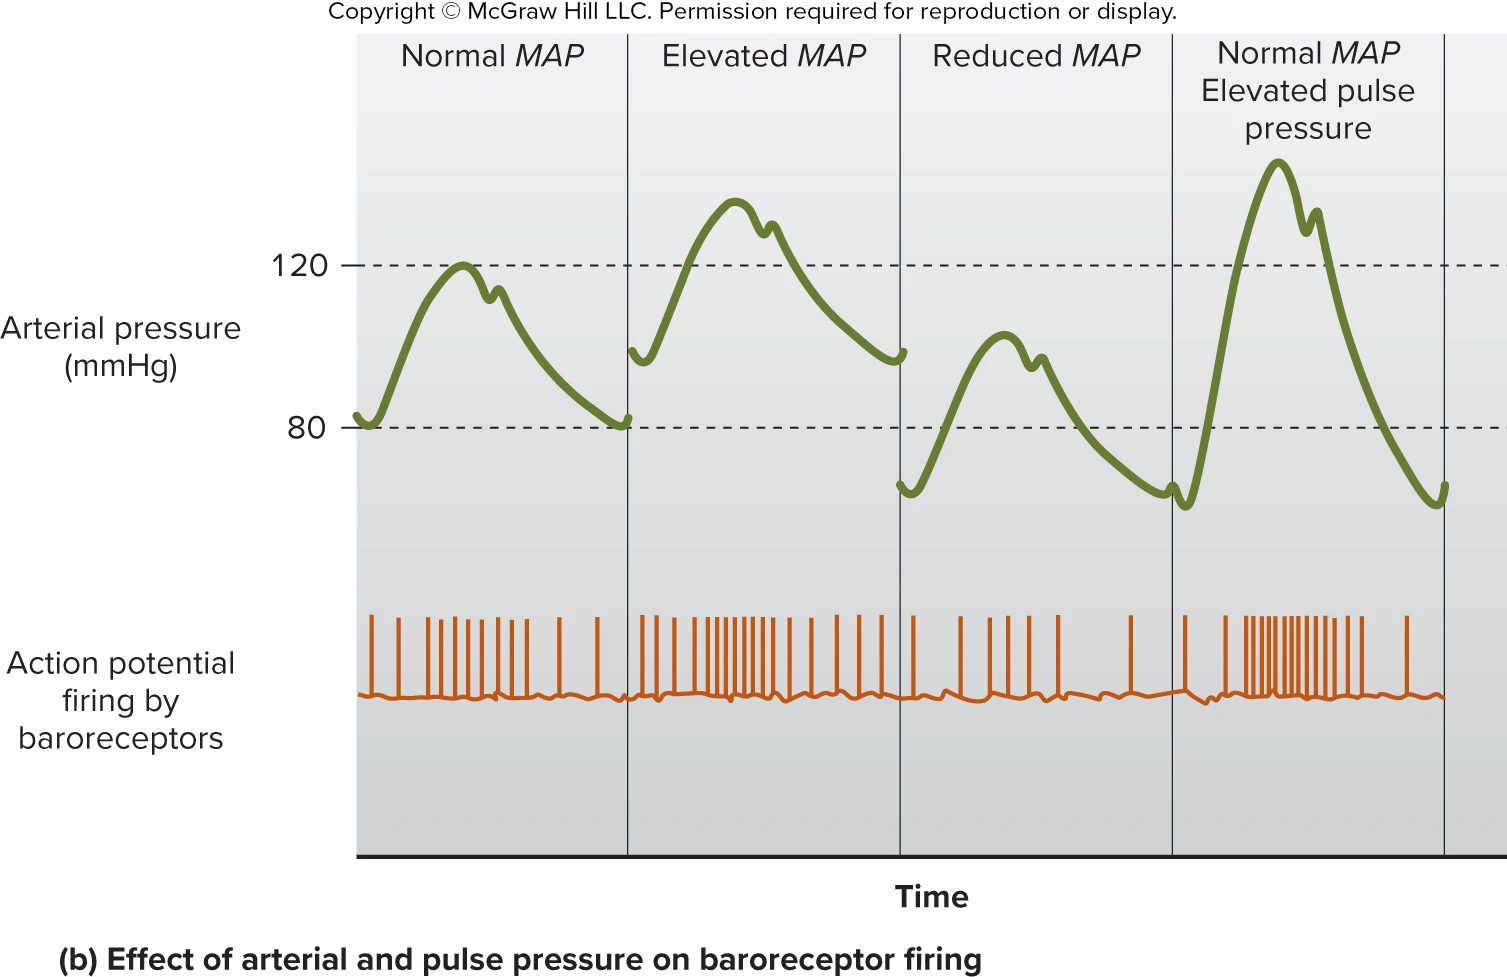 Copyright © McGraw Hill LLC. Permission required for reproduction or display.
Normal MAP
Elevated MAP
Reduced MAP
Normal MAP
Elevated pulse
pressure
120
Arterial pressure
(mmHg)
80
Action potential
firing by
baroreceptors
Time
(b) Effect of arterial and pulse pressure on baroreceptor firing